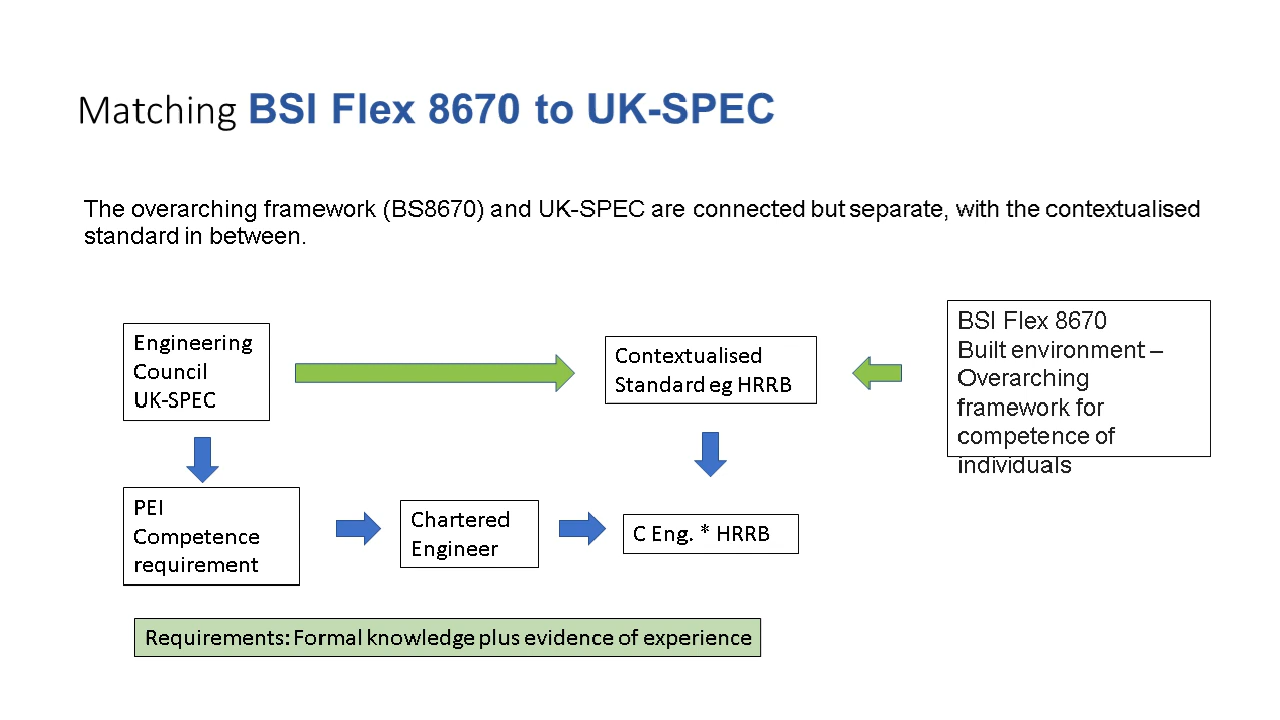 Matching BSI Flex 8670 to UK-SPEC
The overarching framework (BS8670) and UK-SPEC are connected but separate, with the contextualised
standard in between.
Engineering
Council
UK-SPEC
Contextualised
Standard eg HRRB
BSI Flex 8670
Built environment –
Overarching
framework for
competence of
individuals
PEI
Competence
requirement
Chartered
Engineer
C Eng. * HRRB
Requirements: Formal knowledge plus evidence of experience